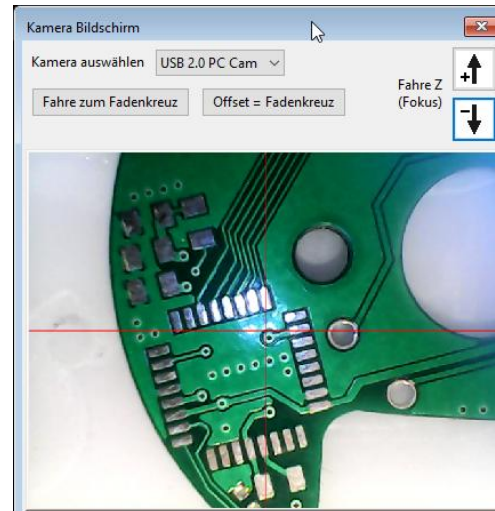 Kamera Bildschirm
Kamera auswählen USB 2.0 PC Cam
Fahre zum Fadenkreuz Offset = Fadenkreuz
Fahre Z
(Fokus)
+
-